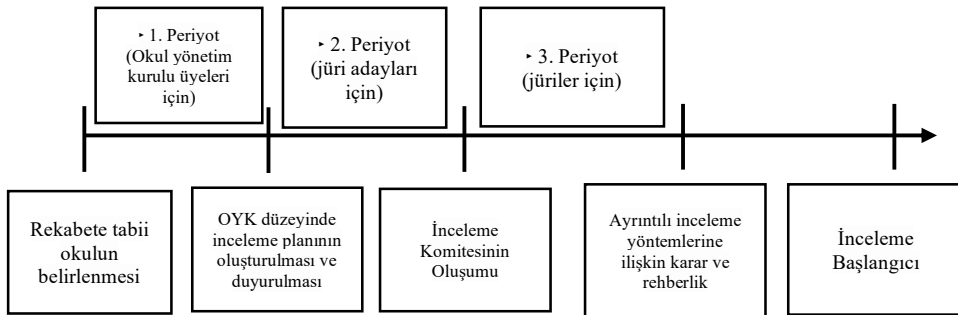 ‣ 1. Periyot
(Okul yönetim
kurulu üyeleri
için)
‣ 2. Periyot
(jüri adayları
için)
‣ 3. Periyot
(jüriler için)
Rekabete tabii
okulun
belirlenmesi
OYK düzeyinde
inceleme planının
oluşturulması ve
duyurulması
İnceleme
Komitesinin
Oluşumu
Ayrıntılı inceleme
yöntemlerine
ilişkin karar ve
rehberlik
İnceleme
Başlangıcı